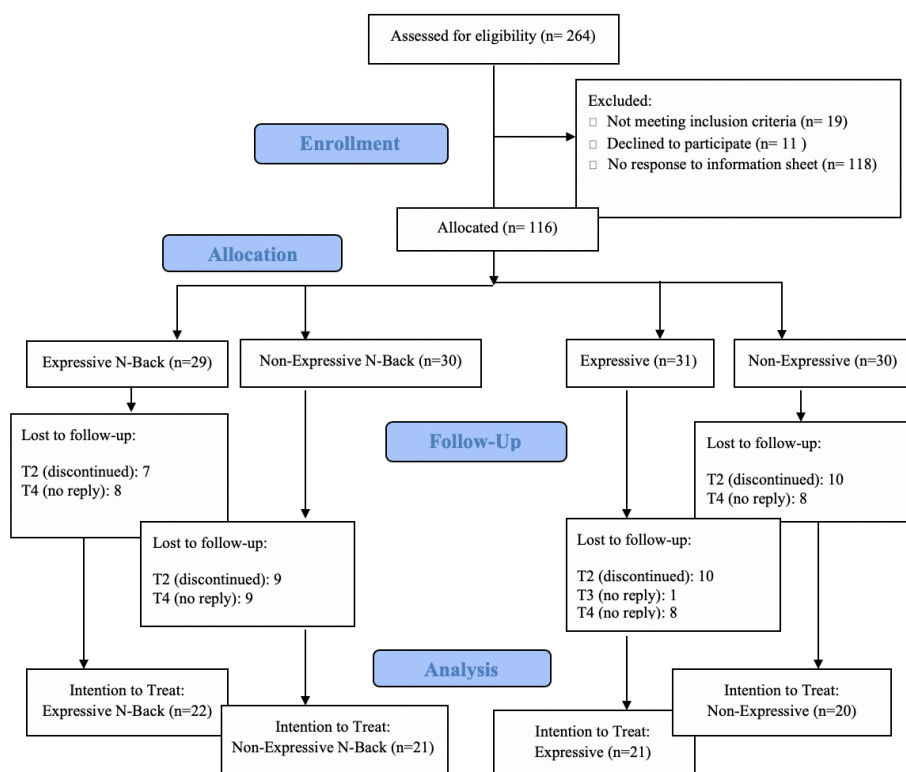 Assessed for eligibility (n= 264)
Excluded:
Not meeting inclusion criteria (n= 19)
Declined to participate (n= 11 )
No response to information sheet (n= 118)
Enrollment
Allocated (n= 116)
Allocation
Expressive N-Back (n=29)
Non-Expressive N-Back (n=30)
Expressive (n=31)
Non-Expressive (n=30)
Lost to follow-up:
T2 (discontinued): 7
T4 (no reply): 8
Follow-Up
Lost to follow-up:
T2 (discontinued): 10
T4 (no reply): 8
Lost to follow-up:
T2 (discontinued): 9
T4 (no reply): 9
Lost to follow-up:
T2 (discontinued): 10
T3 (no reply): 1
T4 (no reply): 8
Analysis
Intention to Treat:
Expressive N-Back (n=22)
Intention to Treat:
Non-Expressive N-Back (n=21)
Intention to Treat:
Expressive (n=21)
Intention to Treat:
Non-Expressive (n=20)